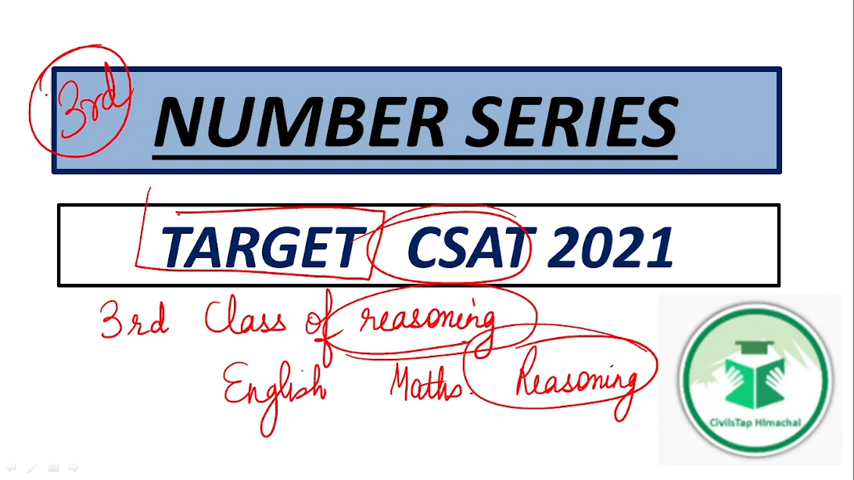 3rd NUMBER SERIES
TARGET CSAT 2021
3rd Class of reasoning
English Maths. Reasoning
CivilsTap HImachal